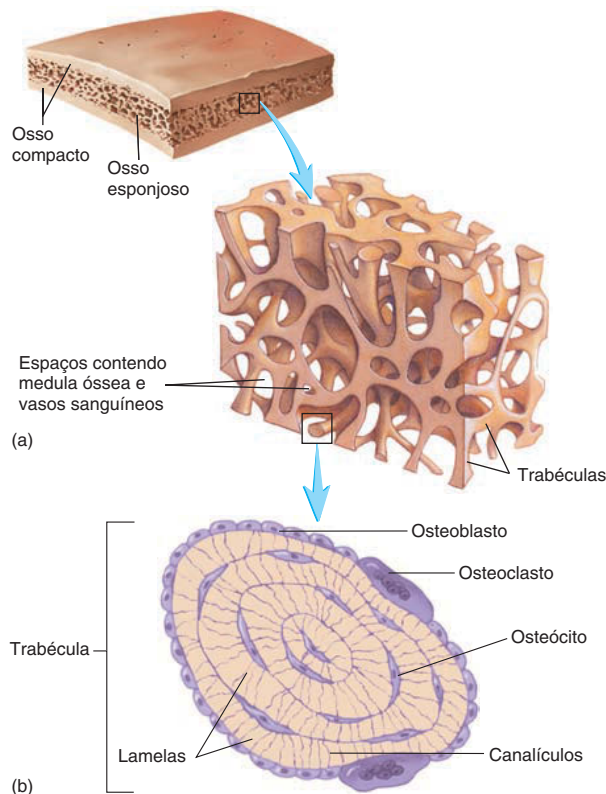 Osso
compacto
Osso
esponjoso
Espaços contendo
medula óssea e
vasos sanguíneos
(a)
Trabéculas
Osteoblasto
Osteoclasto
Trabécula
Osteócito
Lamelas
Canalículos
(b)